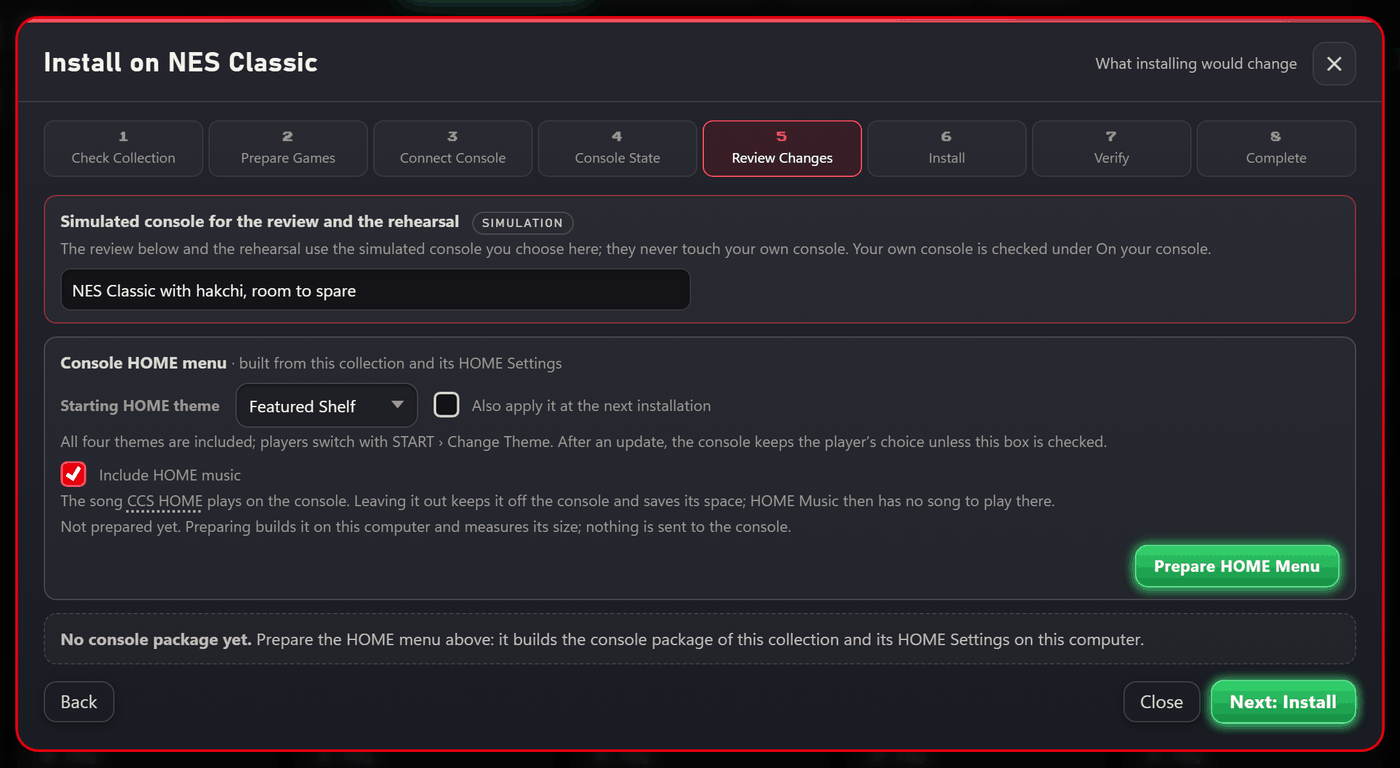 Install on NES Classic
What installing would change
1
Check Collection
2
Prepare Games
3
Connect Console
4
Console State
5
Review Changes
6
Install
7
Verify
8
Complete
Simulated console for the review and the rehearsal SIMULATION
The review below and the rehearsal use the simulated console you choose here; they never touch your own console. Your own console is checked under On your console.
NES Classic with hakchi, room to spare
Console HOME menu · built from this collection and its HOME Settings
Starting HOME theme Featured Shelf Also apply it at the next installation
All four themes are included; players switch with START › Change Theme. After an update, the console keeps the player's choice unless this box is checked.
Include HOME music
The song CCS HOME plays on the console. Leaving it out keeps it off the console and saves its space; HOME Music then has no song to play there.
Not prepared yet. Preparing builds it on this computer and measures its size; nothing is sent to the console.
Prepare HOME Menu
No console package yet. Prepare the HOME menu above: it builds the console package of this collection and its HOME Settings on this computer.
Back
Close
Next: Install